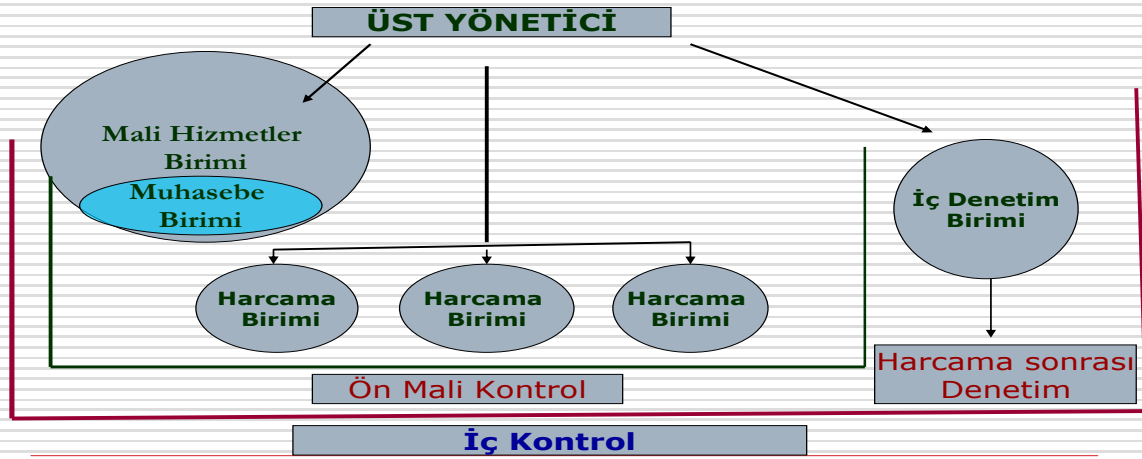 ÜST YÖNETİCİ
Mali Hizmetler
Birimi
Muhasebe
Birimi
İç Denetim
Birimi
Harcama
Birimi
Harcama
Birimi
Harcama
Birimi
Harcama sonrası
Denetim
Ön Mali Kontrol
İç Kontrol